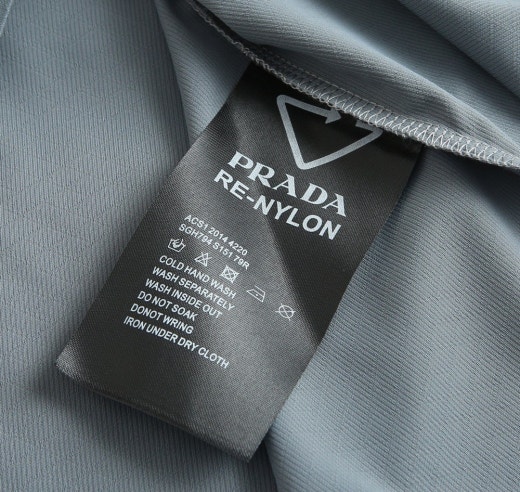 PRADA
RE-NYLON
ACS1 2014 4220
SGH794 S151 79R
COLD HAND WASH
WASH SEPARATELY
WASH INSIDE OUT
DO NOT SOAK
DONOT WRING
IRON UNDER DRY CLOTH